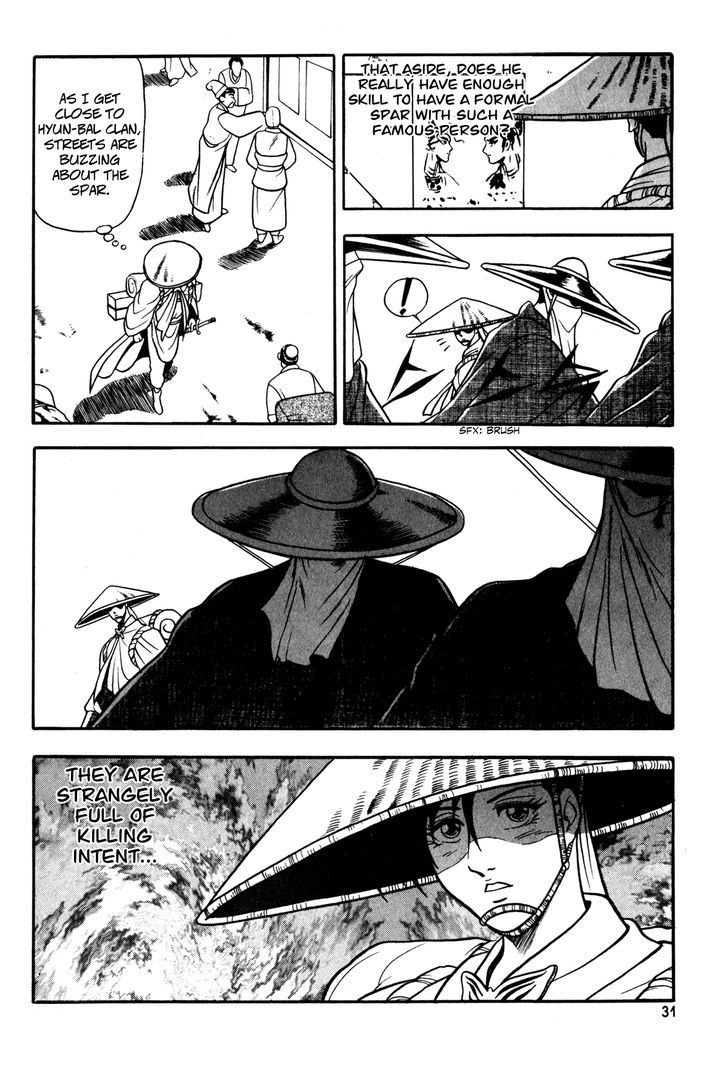 AS I GET
CLOSE TO
HYUN-BAL CLAN,
STREETS ARE
BUZZING
ABOUT THE
SPAR.
THAT ASIDE, DOES HE
REALLY HAVE ENOUGH
SKILL TO HAVE A FORMAL
SPAR WITH SUCH A
FAMOUS PERSON?
!
SFX: BRUSH
THEY ARE
STRANGELY
FULL OF
KILLING
INTENT...
31